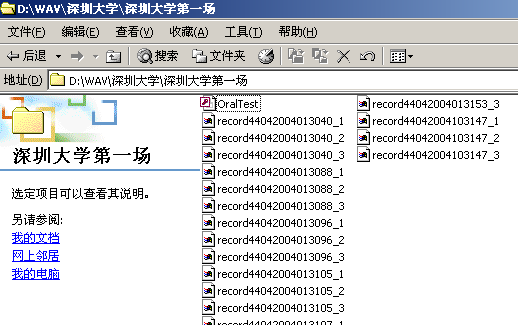 D:\WAV\深圳大学\深圳大学第一场
文件(F) 编辑(E) 查看(V) 收藏(A) 工具(T) 帮助(H)
后退 搜索 文件夹
地址(D) D:\WAV\深圳大学\深圳大学第一场
深圳大学第一场
选定项目可以查看其说明。
另请参阅:
我的文档
网上邻居
我的电脑
OralTest
record44042004013040_1
record44042004013040_2
record44042004013040_3
record44042004013088_1
record44042004013088_2
record44042004013088_3
record44042004013096_1
record44042004013096_2
record44042004013096_3
record44042004013105_1
record44042004013105_2
record44042004013105_3
record44042004013107_1
record44042004013153_3
record44042004103147_1
record44042004103147_2
record44042004103147_3